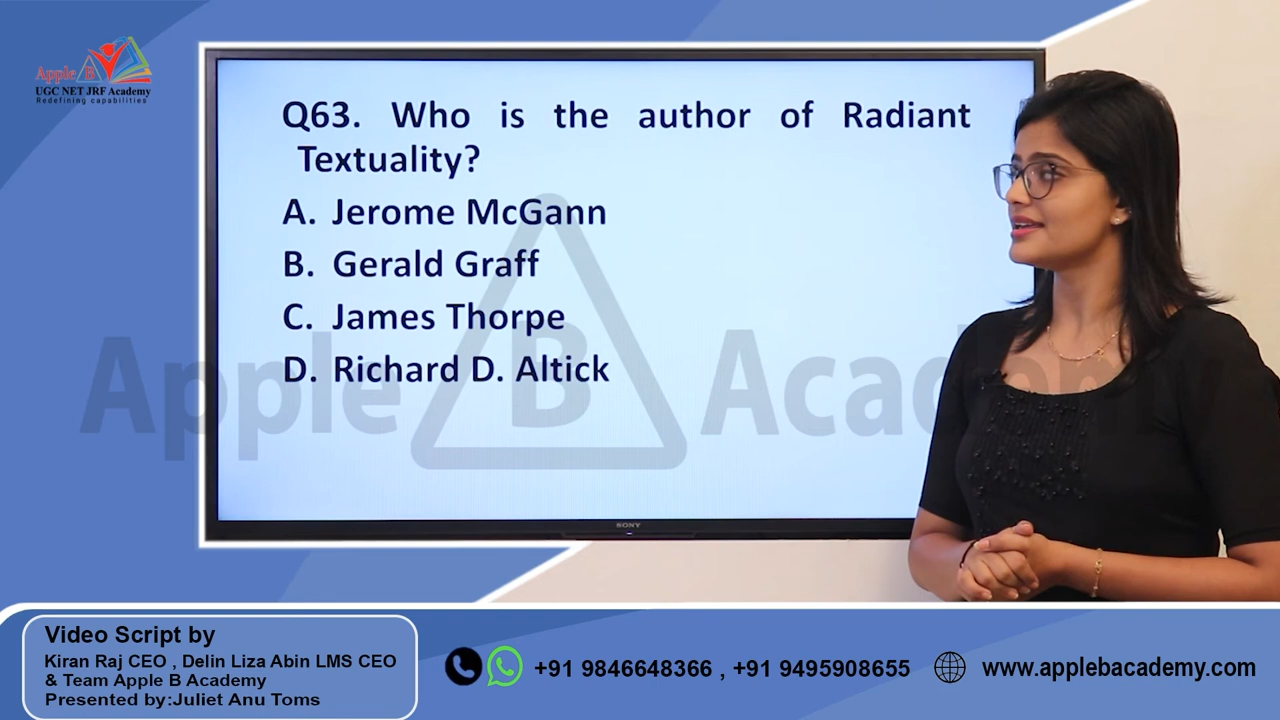 Apple B
UGC NET JRF Academy
Redefining capabilities
Q63. Who is the author of Radiant
Textuality?
A. Jerome McGann
B. Gerald Graff
C. James Thorpe
D. Richard D. Altick
Apple B Academy
SONY
Video Script by
Kiran Raj CEO , Delin Liza Abin LMS CEO
& Team Apple B Academy
Presented by:Juliet Anu Toms
+91 9846648366 , +91 9495908655
www.applebacademy.com